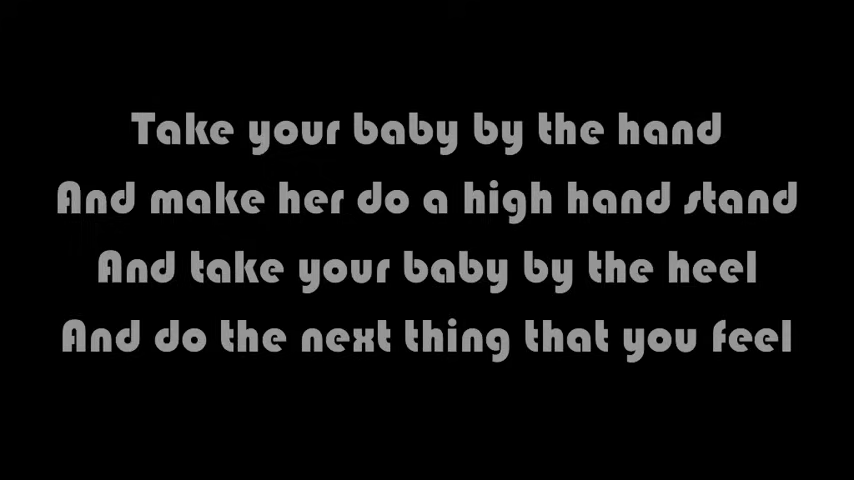 Take your baby by the hand
And make her do a high hand stand
And take your baby by the heel
And do the next thing that you feel